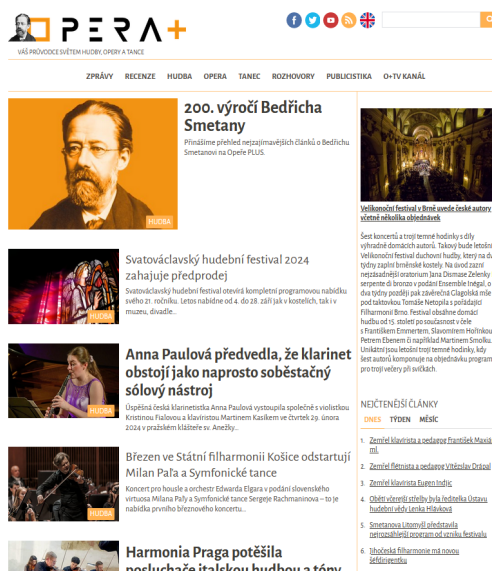 OPERA+
VÁŠ PRŮVODCE SVĚTEM HUDBY, OPERY A TANCE
ZPRÁVY RECENZE HUDBA OPERA TANEC ROZHOVORY PUBLICISTIKA O+TV KANÁL
HUDBA
200. výročí Bedřicha
Smetany
Přinášíme přehled nejzajímavějších článků o Bedřichu
Smetanovi na Opeře PLUS.
HUDBA
Svatováclavský hudební festival 2024
zahajuje předprodej
Svatováclavský hudební festival otevírá kompletní programovou nabídku
svého 21. ročníku. Letos nabídne od 4. do 28. září jak v kostelích, tak i v
muzeu, divadle...
HUDBA
Anna Paulová předvedla, že klarinet
obstojí jako naprosto soběstačný
sólový nástroj
Úspěšná česká klarinetistka Anna Paulová vystoupila společně s violistkou
Kristinou Fialovou a klavíristou Martinem Kasíkem ve čtvrtek 29. února
2024 v pražském klášteře sv. Anežky...
HUDBA
Březen ve Státní filharmonii Košice odstartují
Milan Paľa a Symfonické tance
Koncert pro housle a orchestr Edwarda Elgara v podání slovenského
virtuosa Milana Paľy a Symfonické tance Sergeje Rachmaninova – to je
nabídka prvního březnového koncertu...
Harmonia Praga potěšila
posluchače italskou hudbou a tóny
Velikonoční festival v Brně uvede české autory
včetně několika objednávek
Šest koncertů a trojí temné hodinky s díly
výhradně domácích autorů. Takový bude letošní
Velikonoční festival duchovní hudby, který na dva
týdny zaplní brněnské kostely. Na úvod zazní
nejzásadnější oratorium Jana Dismase Zelenky
serpente di bronzo v podání Ensemble Inégal, o
dva týdny později pak závěrečná Glagolská mše
pod taktovkou Tomáše Netopila s pořádající
Filharmonií Brno. Festival obsáhne domácí
hudbu od 15. století po současnost v čele
s Františkem Emmertem, Slavomírem Hořínkou
Petrem Ebenem či například Martinem Smolku.
Unikátní jsou letošní trojí temné hodinky, kdy
šest autorů komponuje na objednávku program
pro trojí večery při svíčkách.
NEJČTENĚJŠÍ ČLÁNKY
DNES TÝDEN MĚSÍC
1. Zemřel klavírista a pedagog František Maxiá
ml.
2. Zemřel flétnista a pedagog Vítězslav Drápal
3. Zemřel klavírista Eugen Indjic
4. Obětí včerejší střelby byla ředitelka Ústavu
hudební vědy Lenka Hlávková
5. Smetanova Litomyšl představila
nejrozsáhlejší program od vzniku festivalu
6. Jihočeská filharmonie má novou
šéfdirigentku